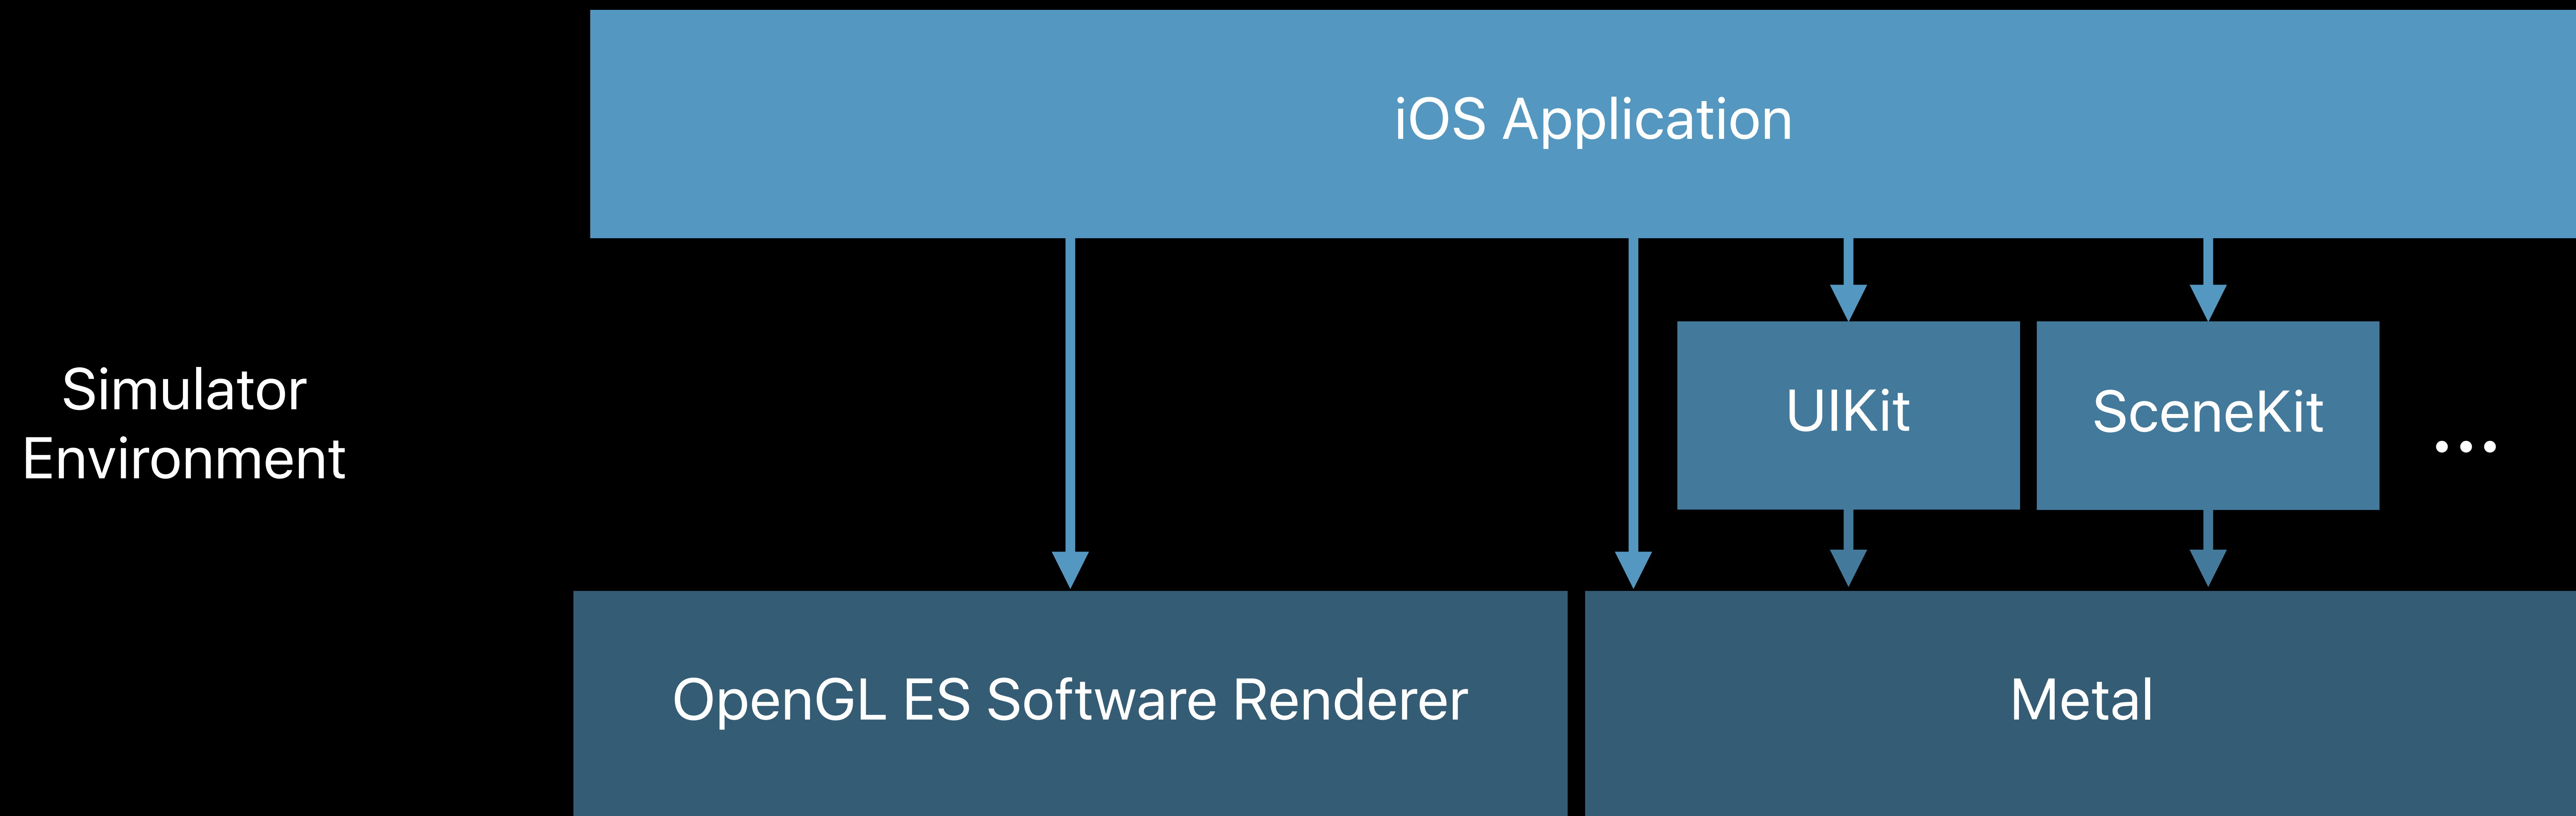 iOS Application
Simulator
Environment
UIKit
SceneKit
...
OpenGL ES Software Renderer
Metal